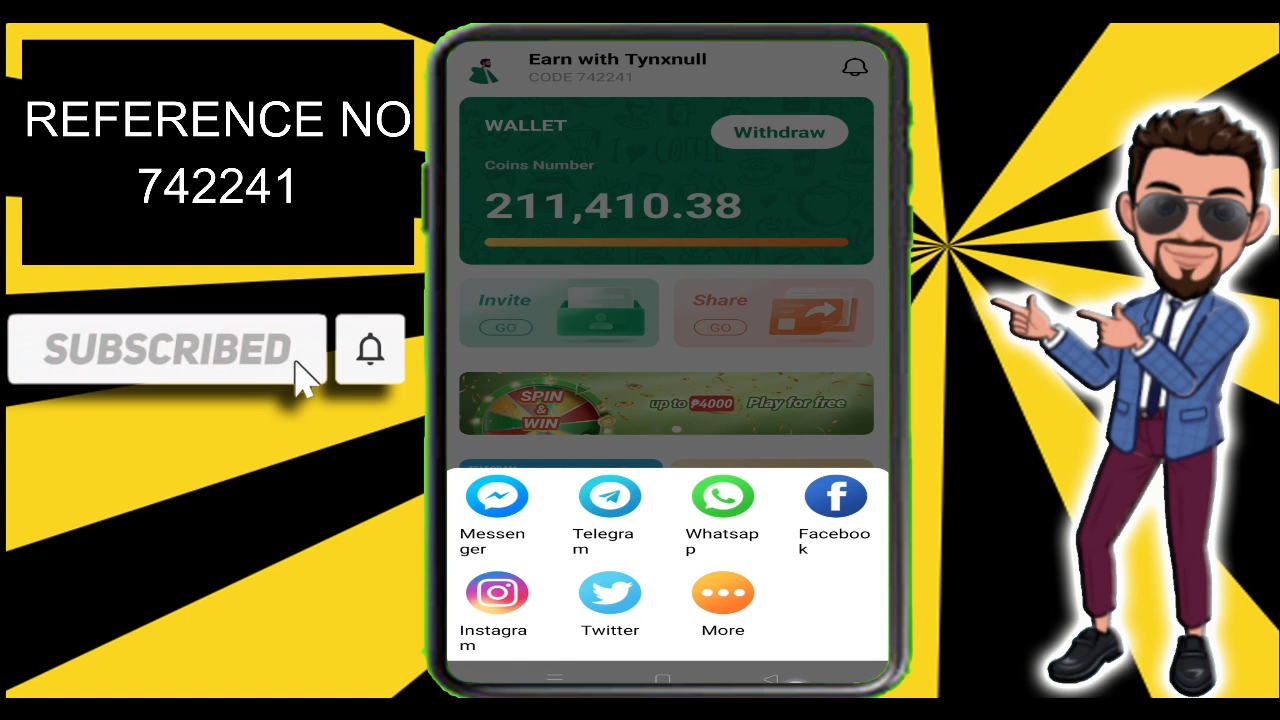 REFERENCE NO
742241
SUBSCRIBED
Earn with Tynxnull
CODE 742241
WALLET
Withdraw
Coins Number
211,410.38
Invite
GO
Share
GO
SPIN
&
WIN
up to ₱4000 Play for free
TELEGRAM
Messen
ger
Telegra
m
Whatsap
p
Faceboo
k
Instagra
m
Twitter
More